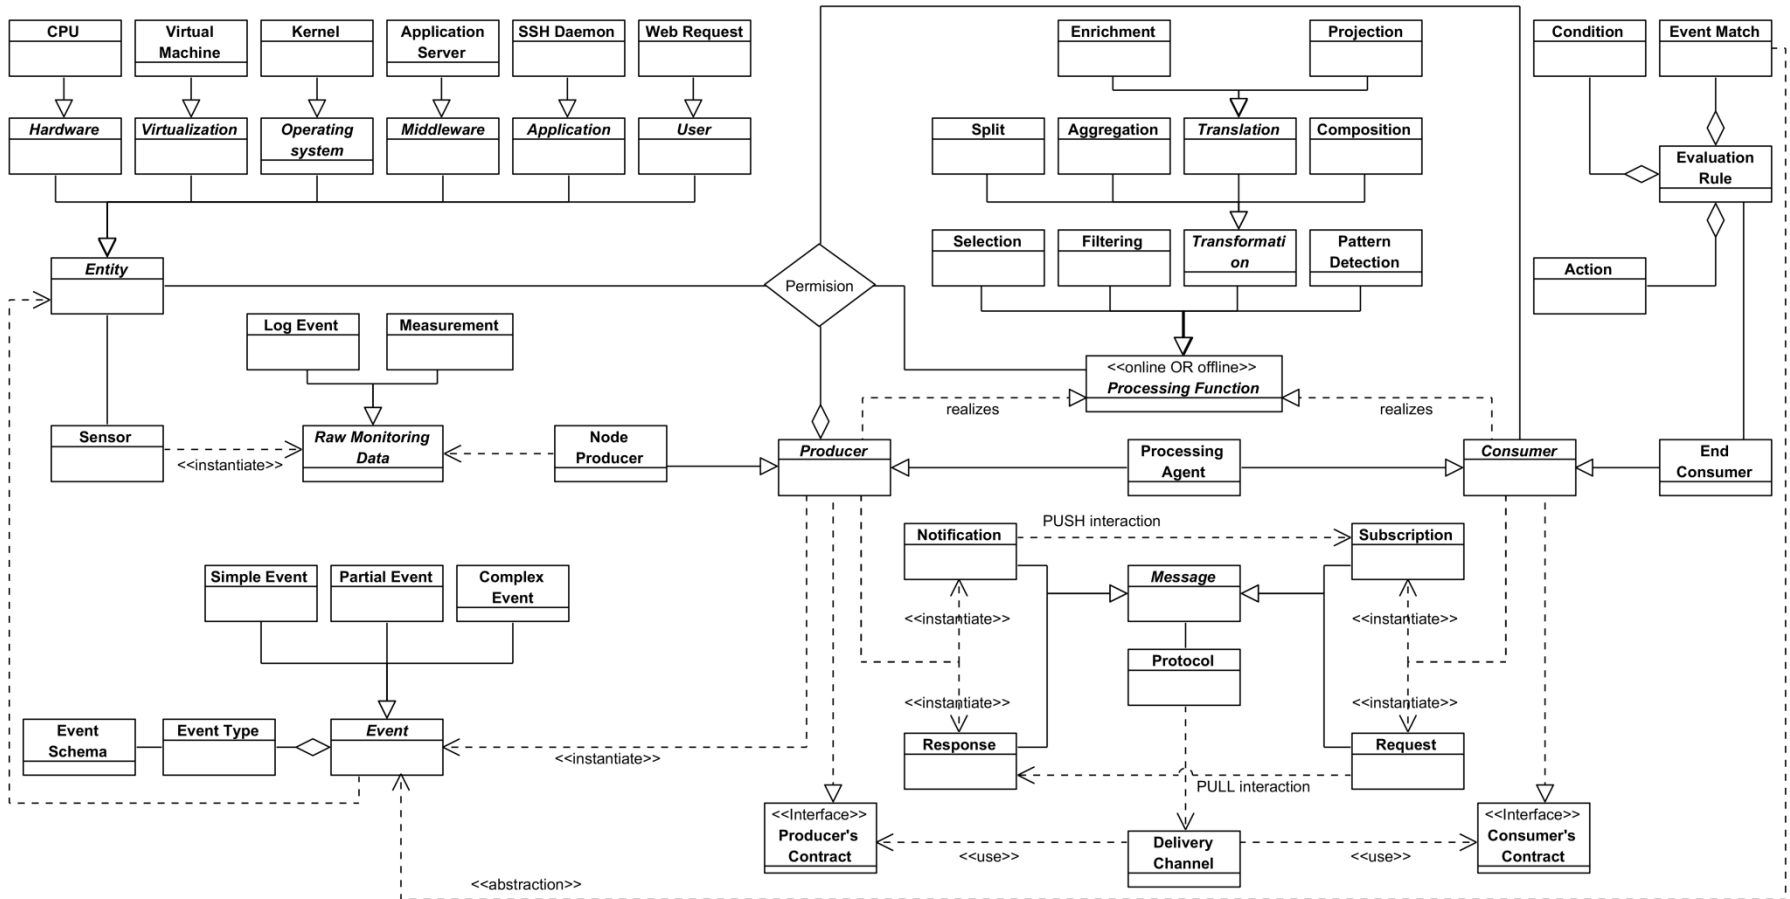 CPU
Virtual
Machine
Kernel
Application
Server
SSH Daemon
Web Request
Enrichment
Projection
Condition
Event Match
Hardware
Virtualization
Operating
system
Middleware
Application
User
Split
Aggregation
Translation
Composition
Evaluation
Rule
Entity
Permision
Selection
Filtering
Transformati
on
Pattern
Detection
Action
Log Event
Measurement
<<online OR offline>>
Processing Function
realizes
realizes
Sensor
<<instantiate>>
Raw Monitoring
Data
Node
Producer
Producer
Processing
Agent
Consumer
End
Consumer
Notification
PUSH interaction
Subscription
Simple Event
Partial Event
Complex
Event
Message
<<instantiate>>
<<instantiate>>
Protocol
<<instantiate>>
<<instantiate>>
Event
Schema
Event Type
Event
<<instantiate>>
Response
Request
PULL interaction
<<Interface>>
Producer's
Contract
<<use>>
Delivery
Channel
<<use>>
<<Interface>>
Consumer's
Contract
<<abstraction>>